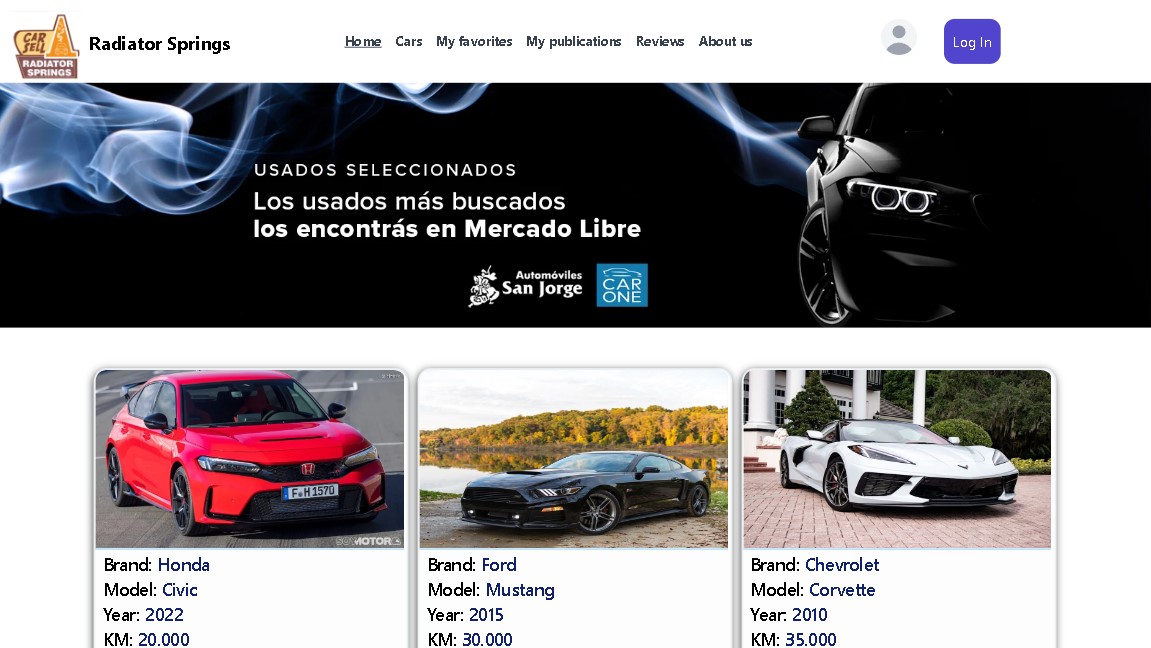 CAR
SELL
RADIATOR
SPRINGS
Radiator Springs
Home Cars My favorites My publications Reviews About us
Log In
USADOS SELECCIONADOS
Los usados más buscados
los encontrás en Mercado Libre
Automóviles
San Jorge
CAR
ONE
F-H 1570
SOYMOTOR
Brand: Honda
Model: Civic
Year: 2022
KM: 20.000
Brand: Ford
Model: Mustang
Year: 2015
KM: 30.000
Brand: Chevrolet
Model: Corvette
Year: 2010
KM: 35.000